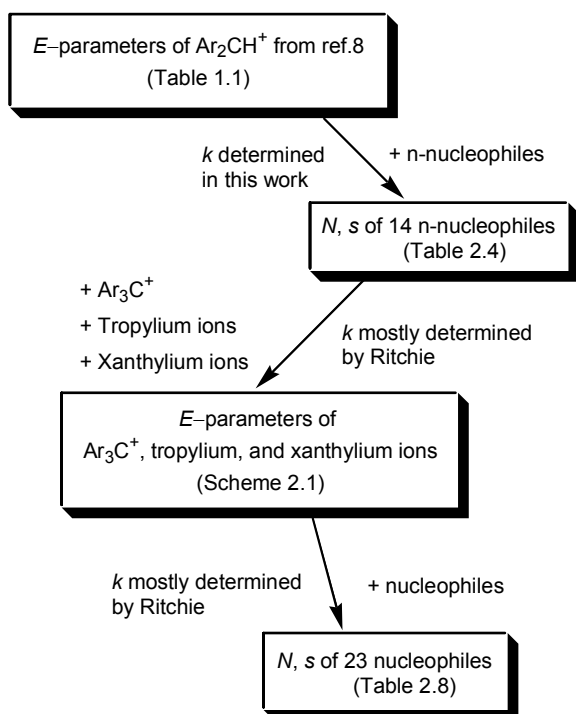 E–parameters of Ar₂CH⁺ from ref.8
(Table 1.1)
k determined
in this work
+ n-nucleophiles
N, s of 14 n-nucleophiles
(Table 2.4)
+ Ar₃C⁺
+ Tropylium ions
+ Xanthylium ions
k mostly determined
by Ritchie
E–parameters of
Ar₃C⁺, tropylium, and xanthylium ions
(Scheme 2.1)
k mostly determined
by Ritchie
+ nucleophiles
N, s of 23 nucleophiles
(Table 2.8)